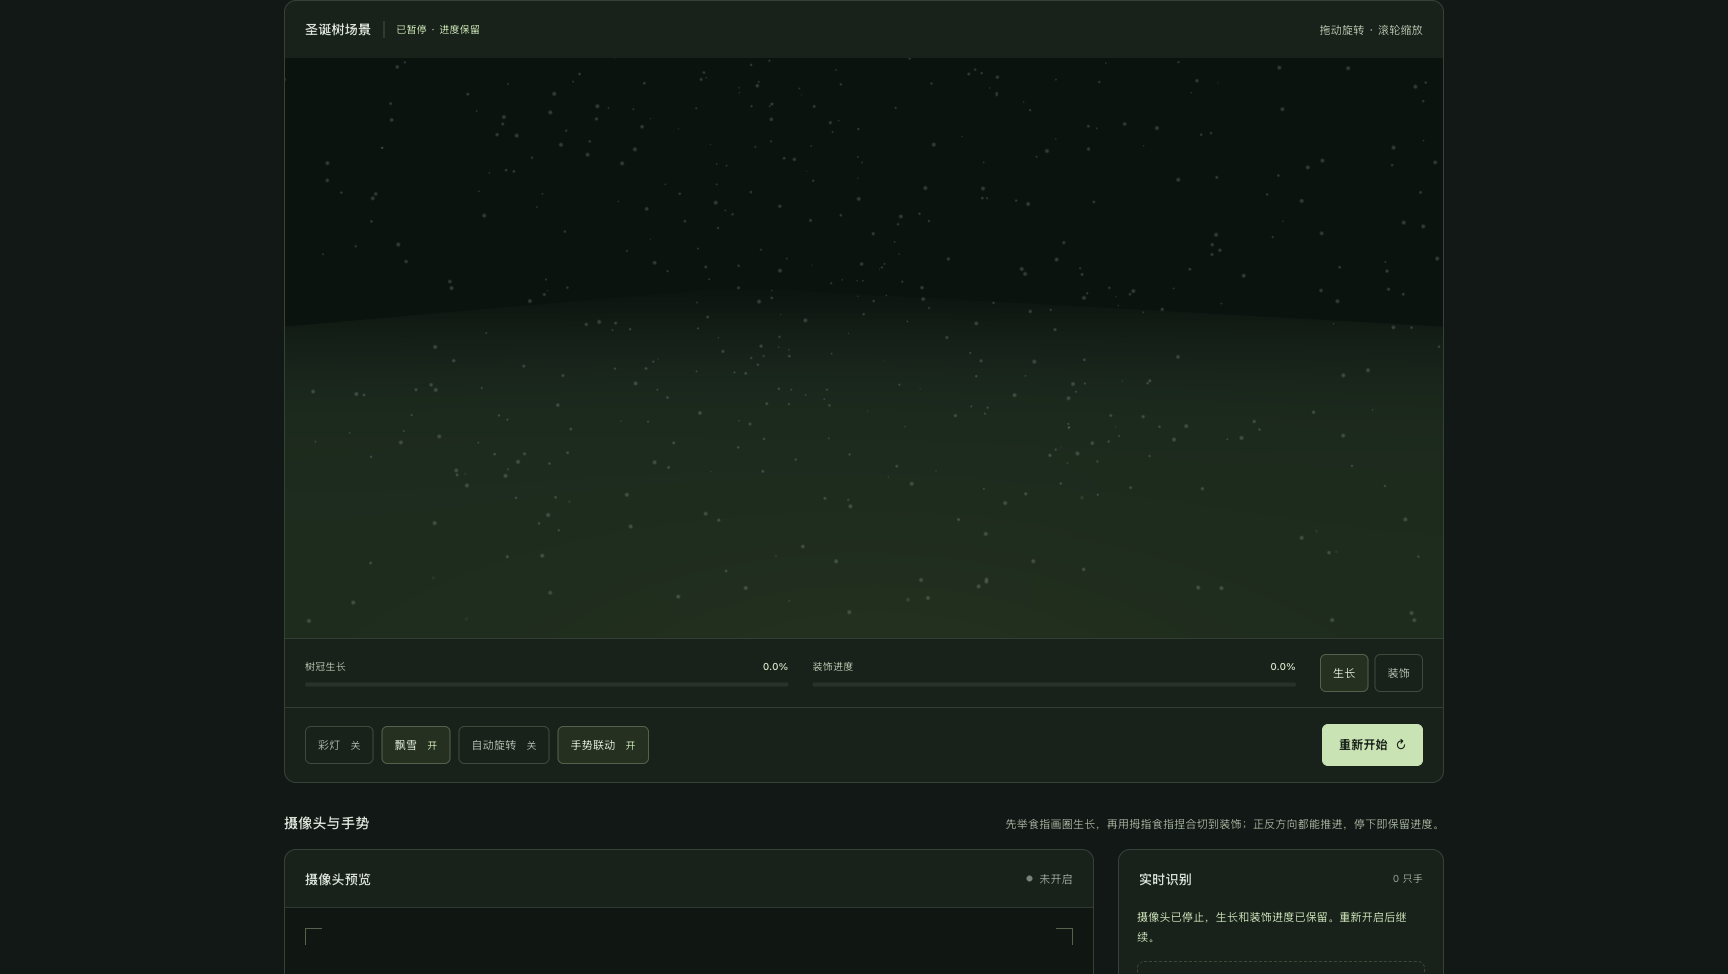 圣诞树场景
已暂停 · 进度保留
拖动旋转 · 滚轮缩放
树冠生长
0.0%
装饰进度
0.0%
生长
装饰
彩灯 关
飘雪 开
自动旋转 关
手势联动 开
重新开始
摄像头与手势
先举食指画圈生长，再用拇指食指捏合切到装饰；正反方向都能推进，停下即保留进度。
摄像头预览
未开启
实时识别
0 只手
摄像头已停止，生长和装饰进度已保留。重新开启后继
续。